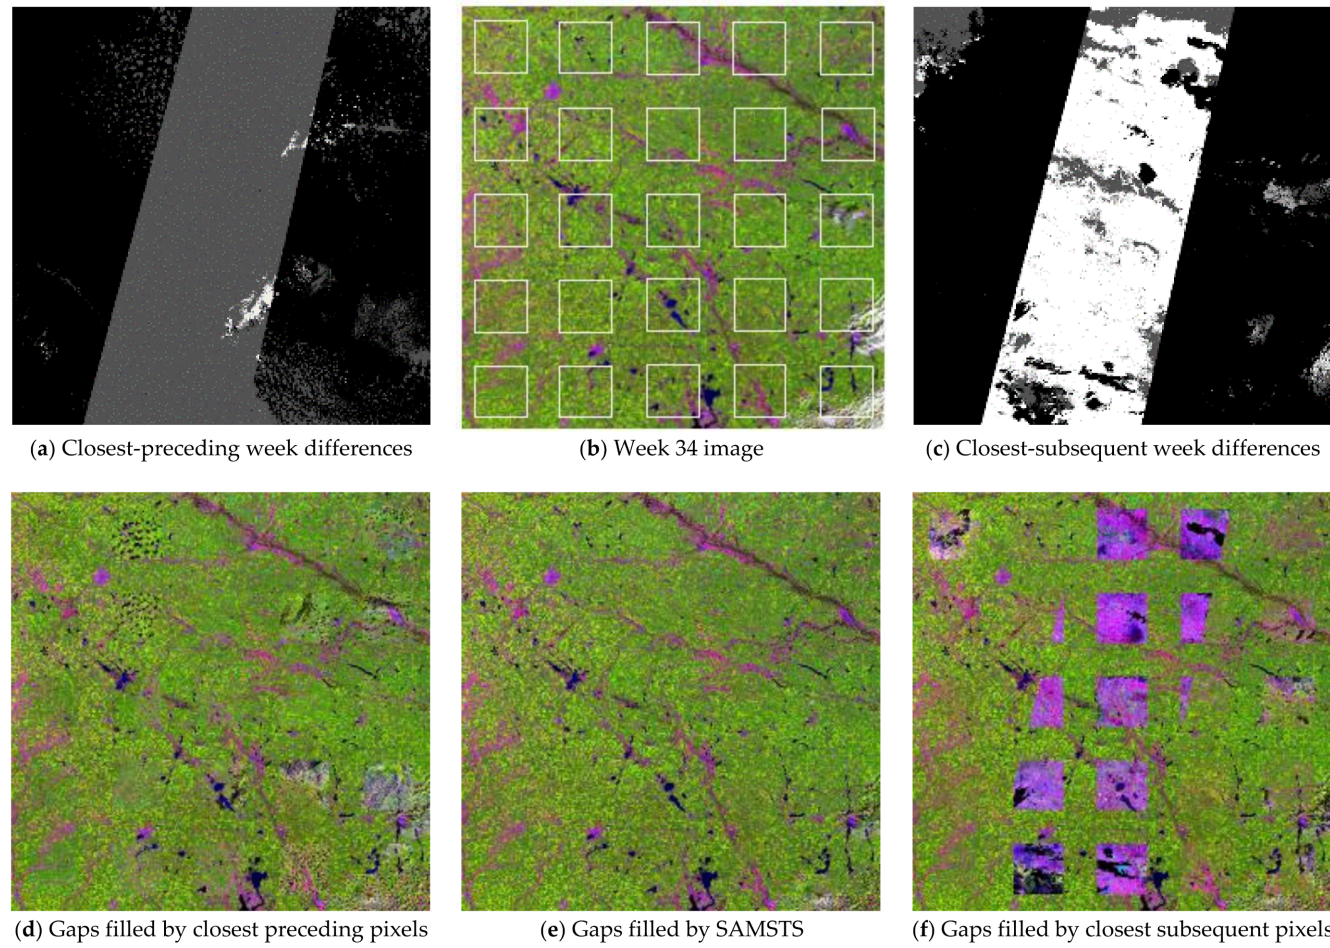 (a) Closest-preceding week differences
(b) Week 34 image
(c) Closest-subsequent week differences
(d) Gaps filled by closest preceding pixels
(e) Gaps filled by SAMSTS
(f) Gaps filled by closest subsequent pixels